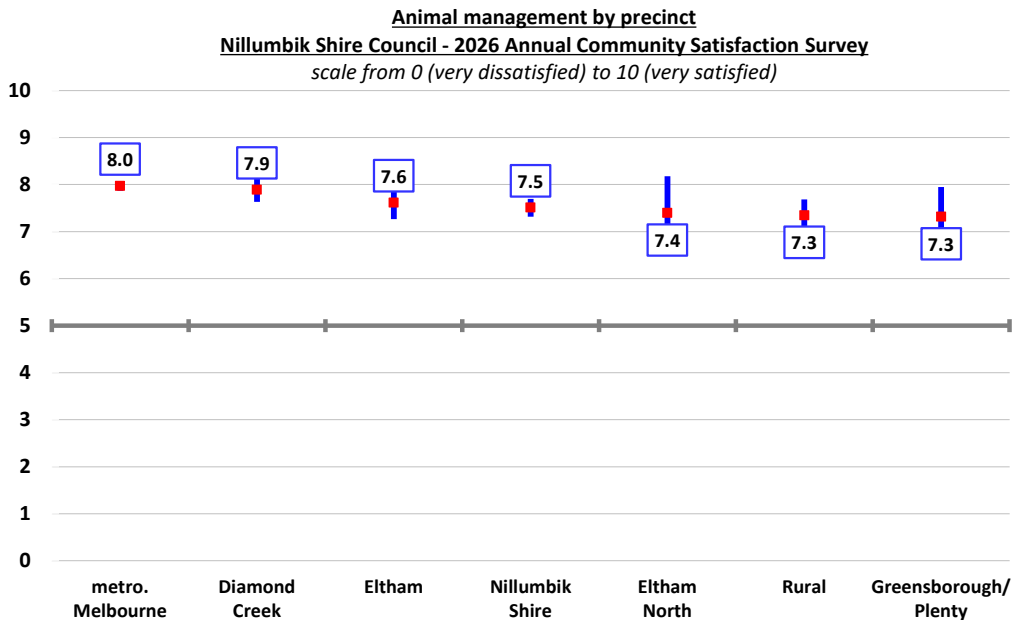 Animal management by precinct
Nillumbik Shire Council - 2026 Annual Community Satisfaction Survey
scale from 0 (very dissatisfied) to 10 (very satisfied)
10
9
8
7
6
5
4
3
2
1
0
8.0
7.9
7.6
7.5
7.4
7.3
7.3
metro.
Melbourne
Diamond
Creek
Eltham
Nillumbik
Shire
Eltham
North
Rural
Greensborough/
Plenty